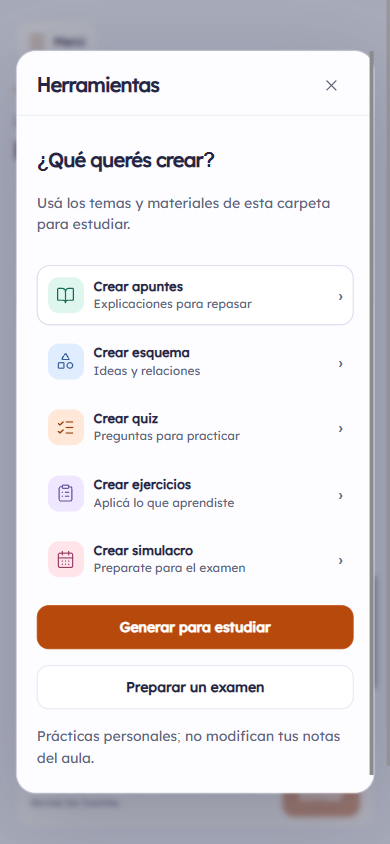 Menú
Herramientas
¿Qué querés crear?
Usá los temas y materiales de esta carpeta
para estudiar.
Crear apuntes
Explicaciones para repasar
Crear esquema
Ideas y relaciones
Crear quiz
Preguntas para practicar
Crear ejercicios
Aplicá lo que aprendiste
Crear simulacro
Preparate para el examen
Generar para estudiar
Preparar un examen
Prácticas personales; no modifican tus notas
del aula.